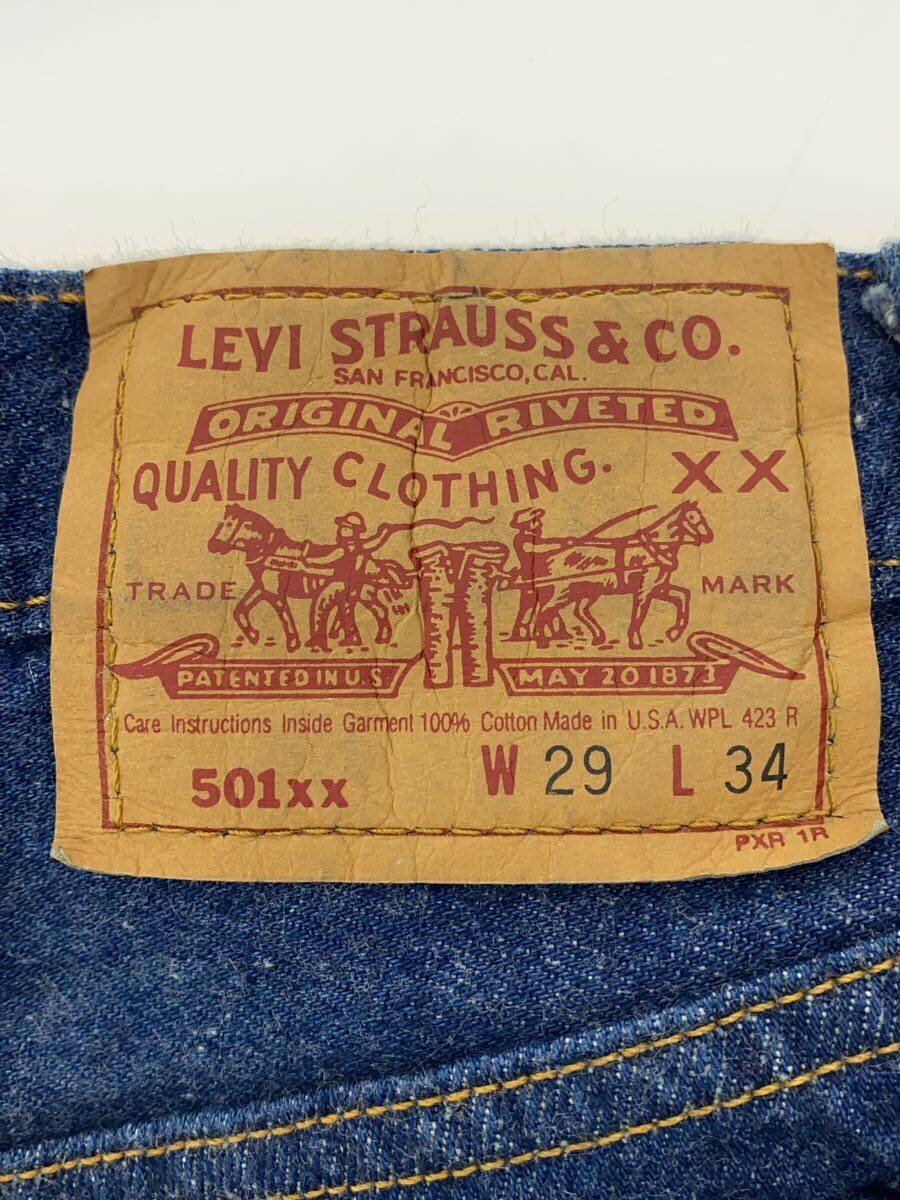 LEVI STRAUSS & CO.
SAN FRANCISCO, CAL.
ORIGINAL RIVETED
QUALITY CLOTHING. XX
TRADE MARK
PATENTED IN U.S MAY 20 1873
Care Instructions Inside Garment 100% Cotton Made in U.S.A. WPL 423 R
501xx W 29 L 34
PXR 1R